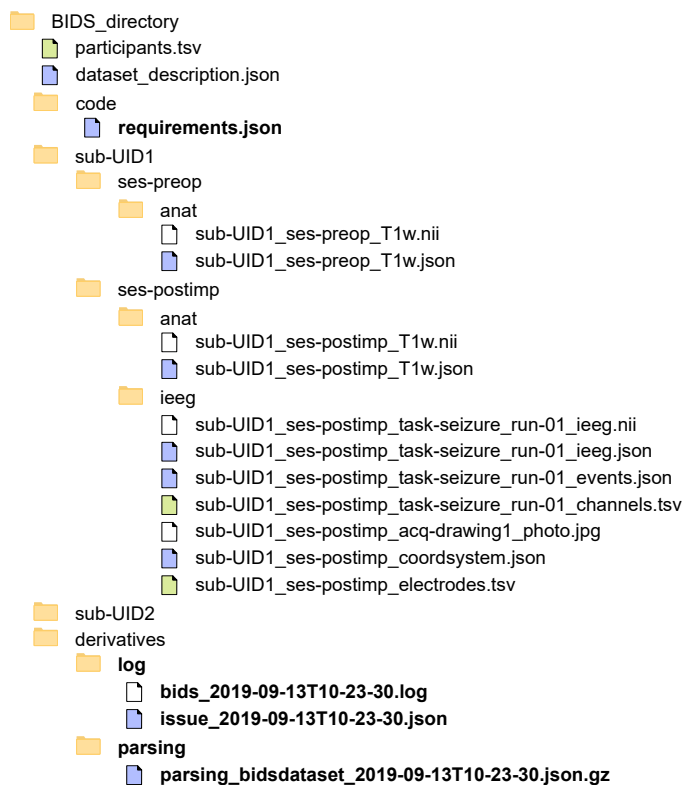 BIDS_directory
participants.tsv
dataset_description.json
code
requirements.json
sub-UID1
ses-preop
anat
sub-UID1_ses-preop_T1w.nii
sub-UID1_ses-preop_T1w.json
ses-postimp
anat
sub-UID1_ses-postimp_T1w.nii
sub-UID1_ses-postimp_T1w.json
ieeg
sub-UID1_ses-postimp_task-seizure_run-01_ieeg.nii
sub-UID1_ses-postimp_task-seizure_run-01_ieeg.json
sub-UID1_ses-postimp_task-seizure_run-01_events.json
sub-UID1_ses-postimp_task-seizure_run-01_channels.tsv
sub-UID1_ses-postimp_acq-drawing1_photo.jpg
sub-UID1_ses-postimp_coordsystem.json
sub-UID1_ses-postimp_electrodes.tsv
sub-UID2
derivatives
log
bids_2019-09-13T10-23-30.log
issue_2019-09-13T10-23-30.json
parsing
parsing_bidsdataset_2019-09-13T10-23-30.json.gz